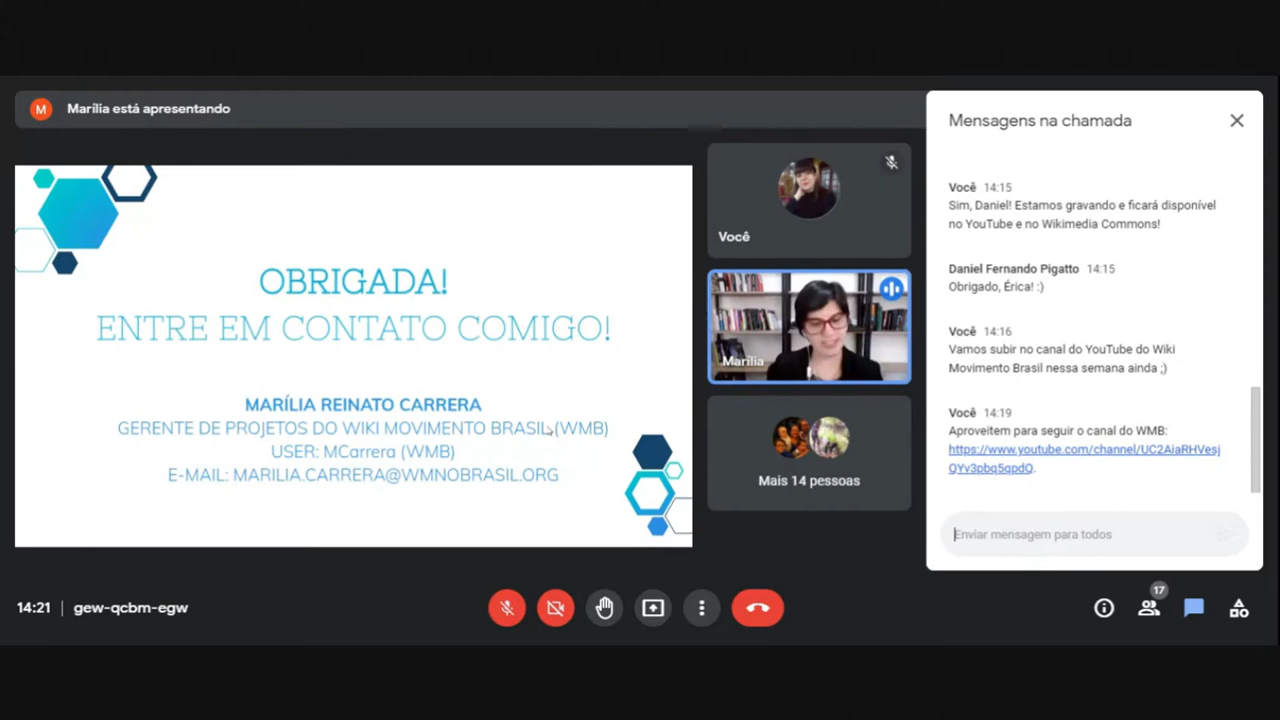 M
Marília está apresentando
OBRIGADA!
ENTRE EM CONTATO COMIGO!
MARÍLIA REINATO CARRERA
GERENTE DE PROJETOS DO WIKI MOVIMENTO BRASIL (WMB)
USER: MCarrera (WMB)
E-MAIL: MARILIA.CARRERA@WMNOBRASIL.ORG
Você
Marília
Mais 14 pessoas
Mensagens na chamada
Você 14:15
Sim, Daniel! Estamos gravando e ficará disponível
no YouTube e no Wikimedia Commons!
Daniel Fernando Pigatto 14:15
Obrigado, Érica! :)
Você 14:16
Vamos subir no canal do YouTube do Wiki
Movimento Brasil nessa semana ainda ;)
Você 14:19
Aproveitem para seguir o canal do WMB:
https://www.youtube.com/channel/UC2AiaRHVesj
QYv3pbq5qpdQ.
Enviar mensagem para todos
14:21 | gew-qcbm-egw
17